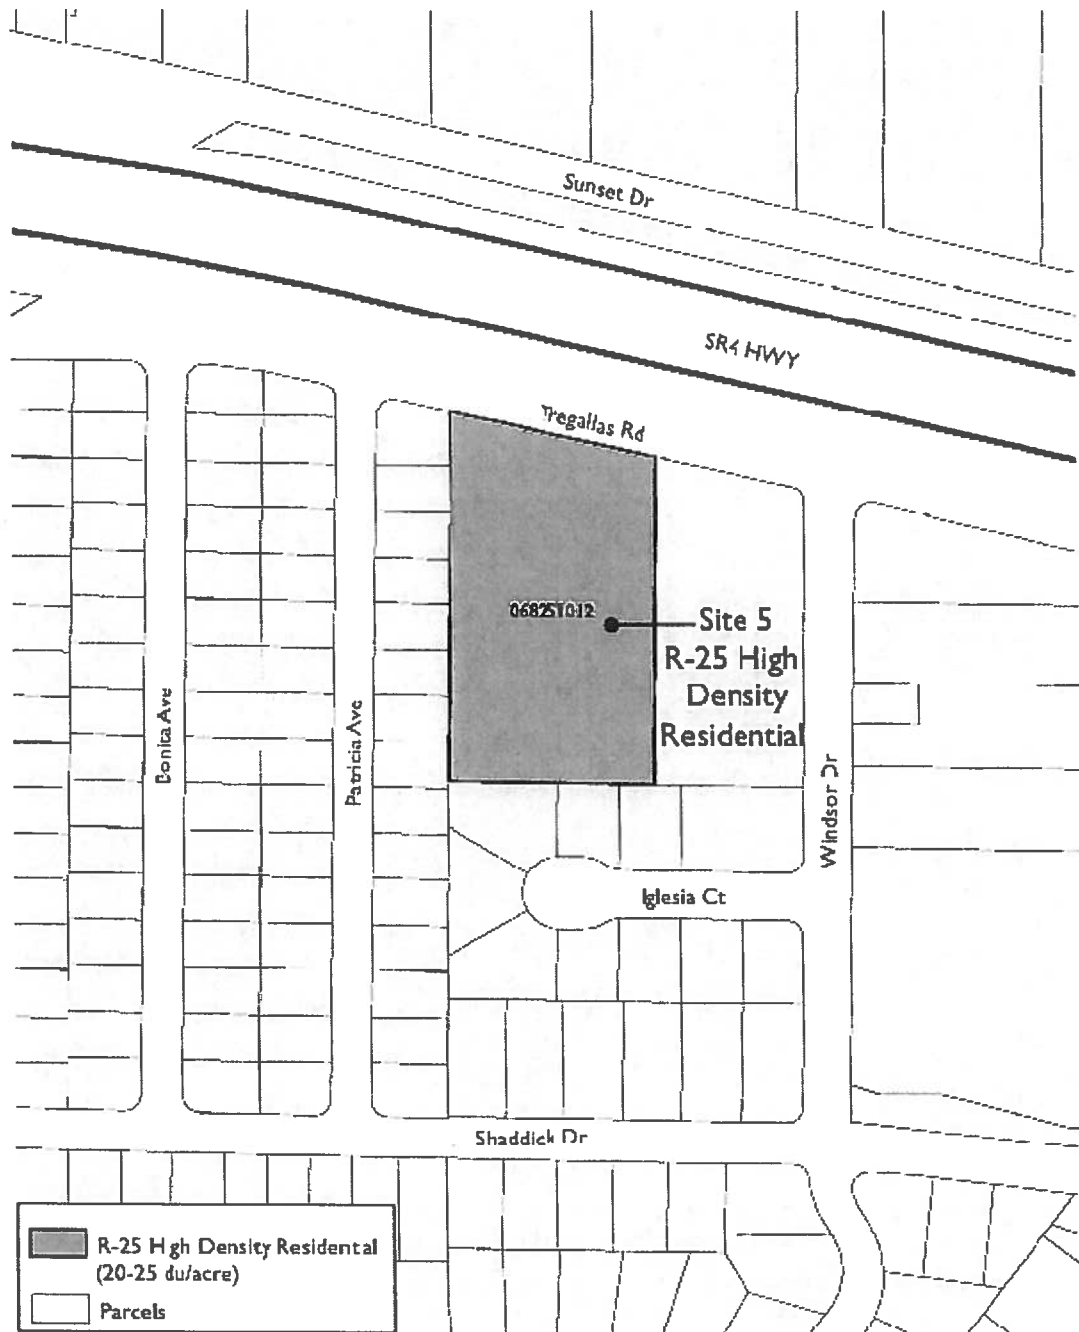 Sunset Dr
SR4 HWY
Tregallas Rd
068251012
Site 5
R-25 High
Density
Residential
Bonita Ave
Patricia Ave
Windsor Dr
Iglesia Ct
Shaddick Dr
R-25 High Density Residental
(20-25 du/acre)
Parcels